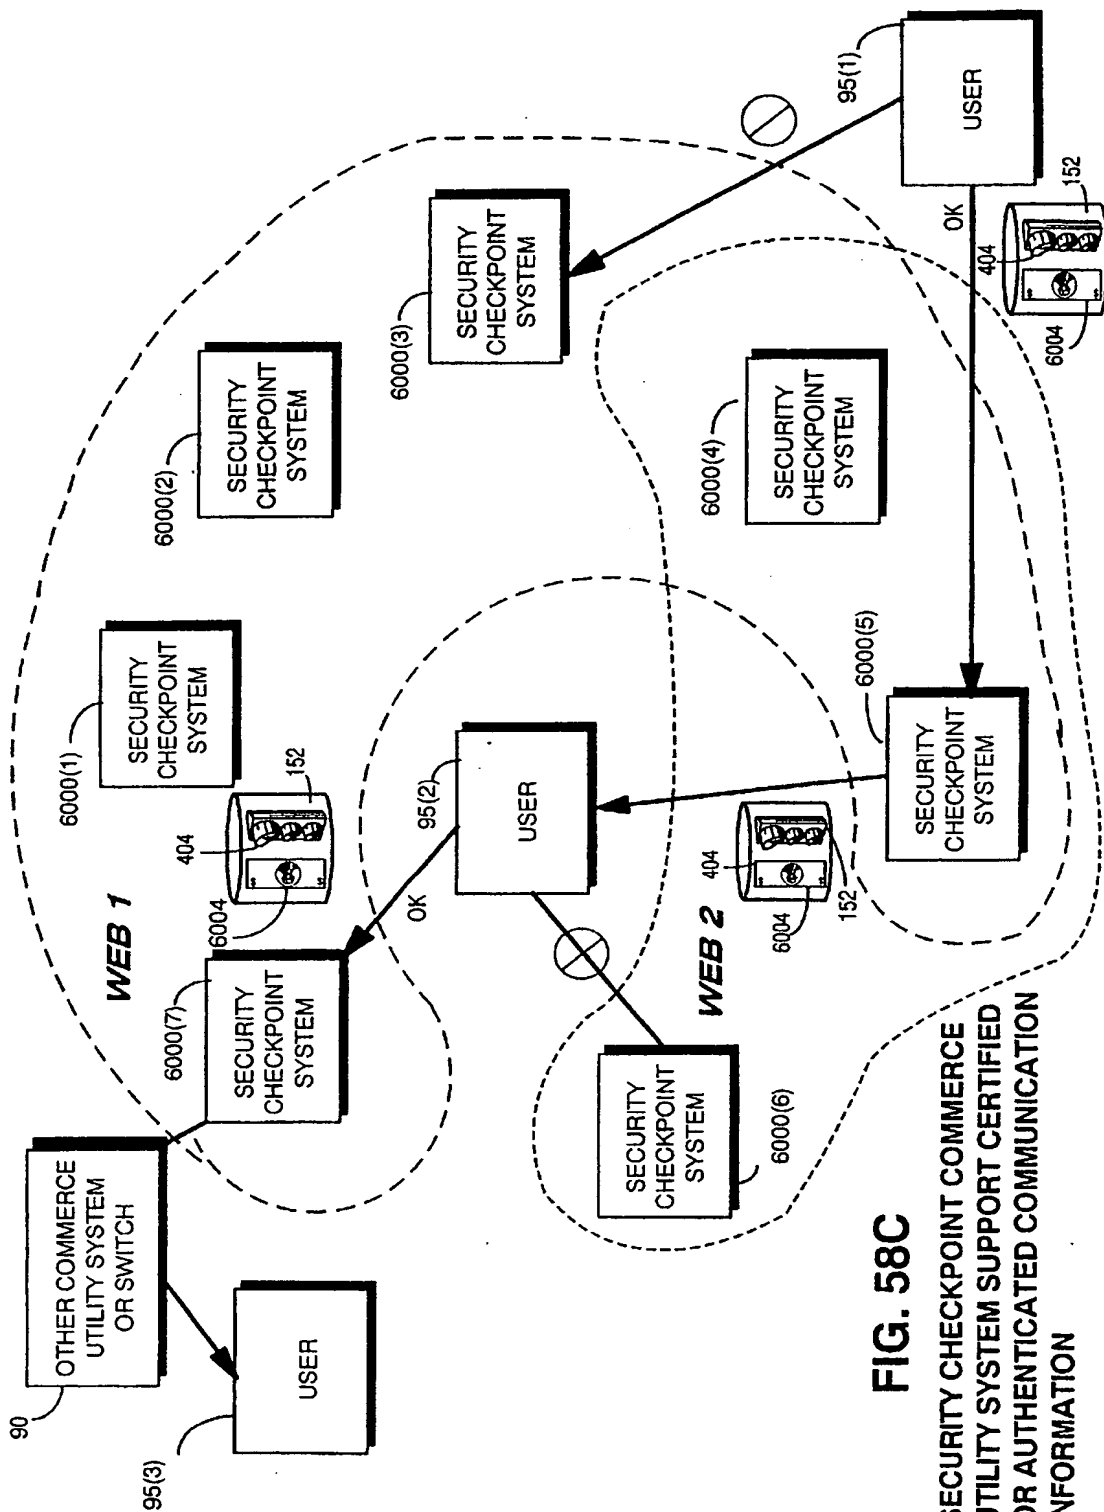 90
OTHER COMMERCE
UTILITY SYSTEM
OR SWITCH
95(3)
USER
WEB 1
6000(1)
SECURITY
CHECKPOINT
SYSTEM
6000(2)
SECURITY
CHECKPOINT
SYSTEM
6000(7)
SECURITY
CHECKPOINT
SYSTEM
6004
404
152
OK
6000(3)
SECURITY
CHECKPOINT
SYSTEM
95(2)
USER
6000(6)
SECURITY
CHECKPOINT
SYSTEM
WEB 2
6004
404
152
6000(4)
SECURITY
CHECKPOINT
SYSTEM
6000(5)
SECURITY
CHECKPOINT
SYSTEM
95(1)
USER
OK
6004
404
152
FIG. 58C
SECURITY CHECKPOINT COMMERCE
UTILITY SYSTEM SUPPORT CERTIFIED
OR AUTHENTICATED COMMUNICATION
NFORMATION